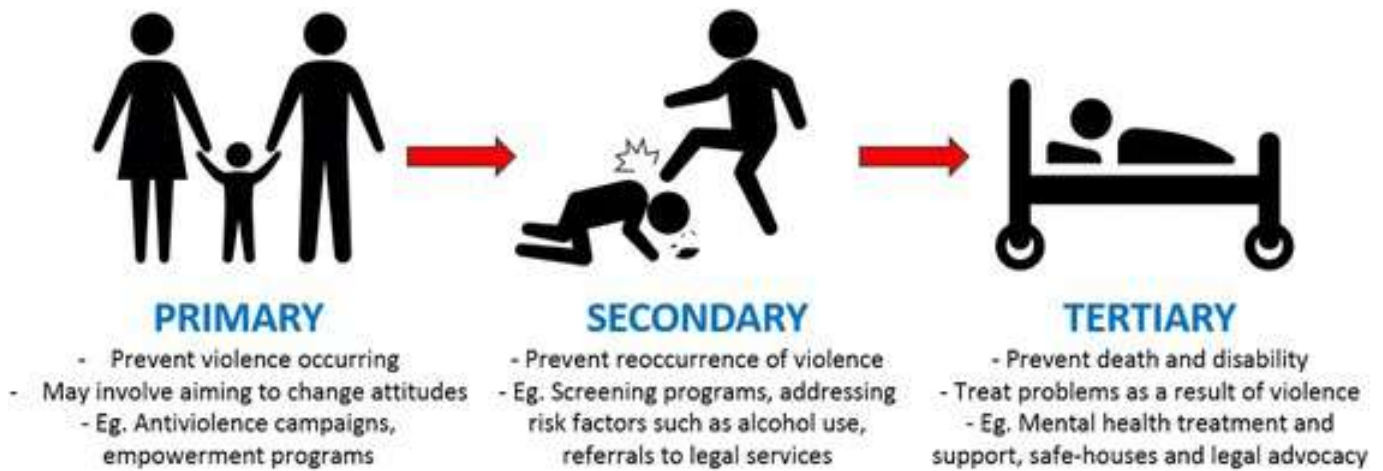 PRIMARY
- Prevent violence occurring
- May involve aiming to change attitudes
- Eg. Antiviolence campaigns,
empowerment programs
SECONDARY
- Prevent reoccurrence of violence
- Eg. Screening programs, addressing
risk factors such as alcohol use,
referrals to legal services
TERTIARY
- Prevent death and disability
- Treat problems as a result of violence
- Eg. Mental health treatment and
support, safe-houses and legal advocacy